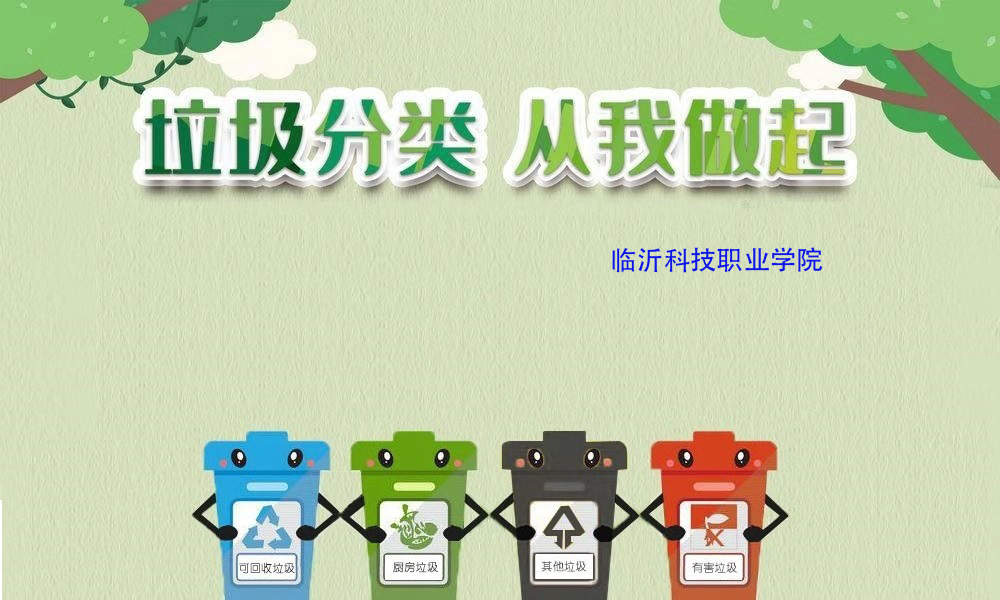 垃圾分类 从我做起
临沂科技职业学院
可回收垃圾
厨房垃圾
其他垃圾
有害垃圾